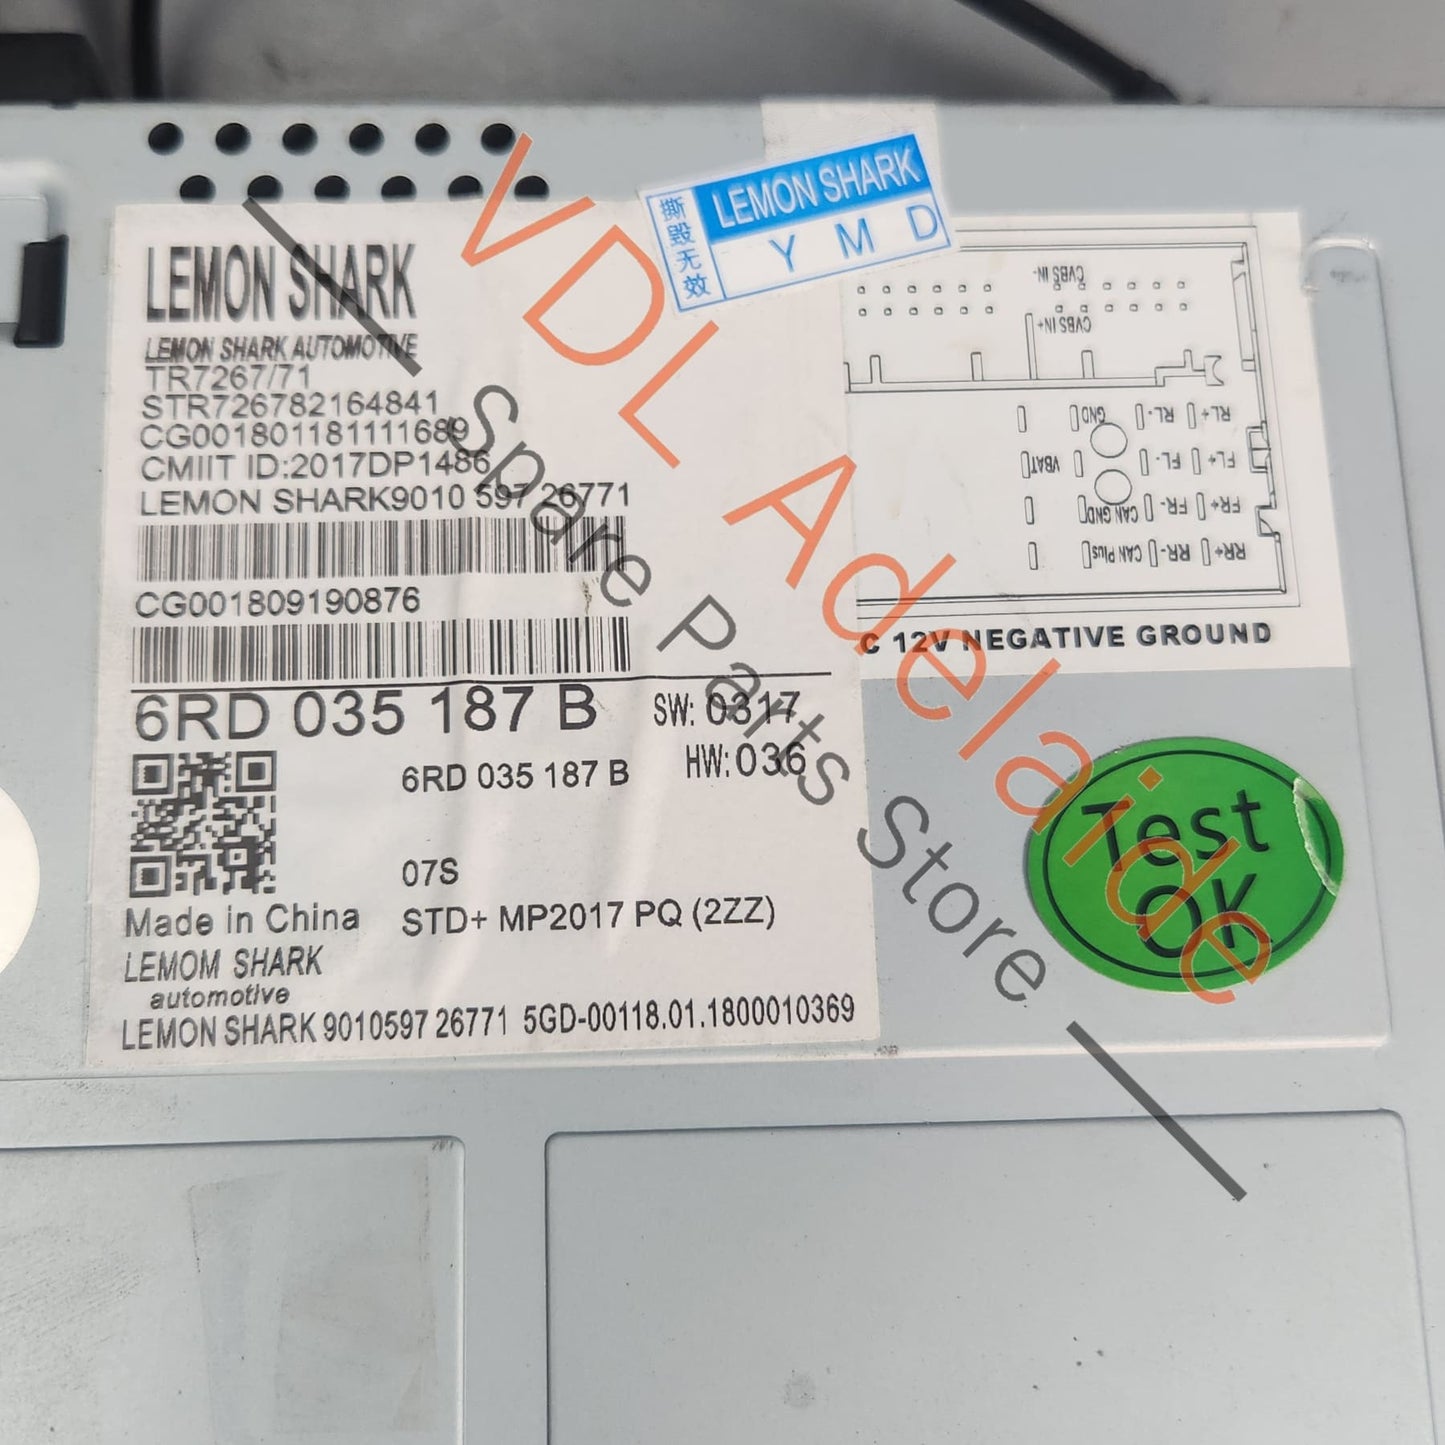 LEMON SHARK
LEMON SHARK AUTOMOTIVE
TR7267/71
STR726782164841
CG001801181111689
CMIIT ID:2017DP1486
LEMON SHARK9010 597 26771
CG001809190876
6RD 035 187 B SW: 0317
HW:036
6RD 035 187 B
07S
Made in China STD+ MP2017 PQ (2ZZ)
LEMOM SHARK
automotive
LEMON SHARK 9010597 26771 5GD-00118.01.1800010369
撕毁无效
LEMON SHARK
Y M D
CVBS IN-
CVBS IN+
GND RL- RL+
VBAT FL- FL+
CAN GND FR- FR+
CAN Plus RR- RR+
C 12V NEGATIVE GROUND
Test
OK
VDL Adelaide
Spare Parts Store